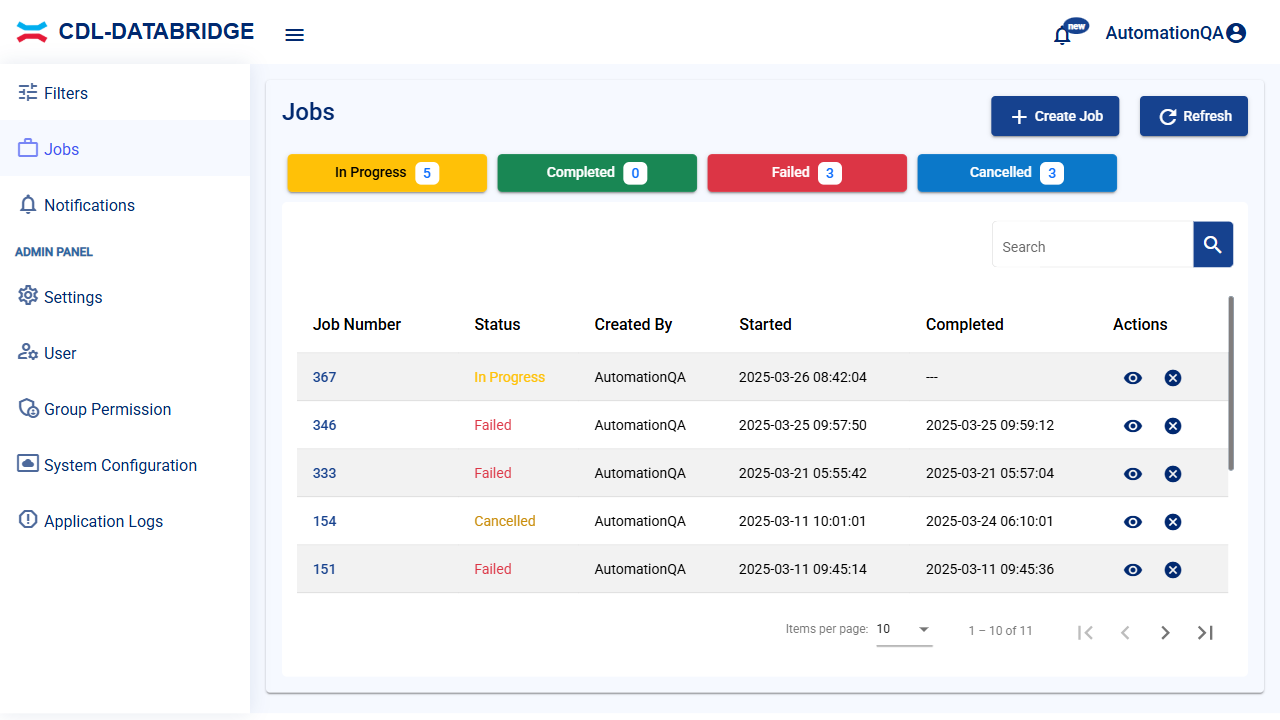 CDL-DATABRIDGE
new
AutomationQA
Filters
Jobs
Notifications
ADMIN PANEL
Settings
User
Group Permission
System Configuration
Application Logs
Jobs
Create Job
Refresh
In Progress 5
Completed 0
Failed 3
Cancelled 3
Search
Job Number Status Created By Started Completed Actions
367 In Progress AutomationQA 2025-03-26 08:42:04 ---
346 Failed AutomationQA 2025-03-25 09:57:50 2025-03-25 09:59:12
333 Failed AutomationQA 2025-03-21 05:55:42 2025-03-21 05:57:04
154 Cancelled AutomationQA 2025-03-11 10:01:01 2025-03-24 06:10:01
151 Failed AutomationQA 2025-03-11 09:45:14 2025-03-11 09:45:36
Items per page: 10 1 – 10 of 11